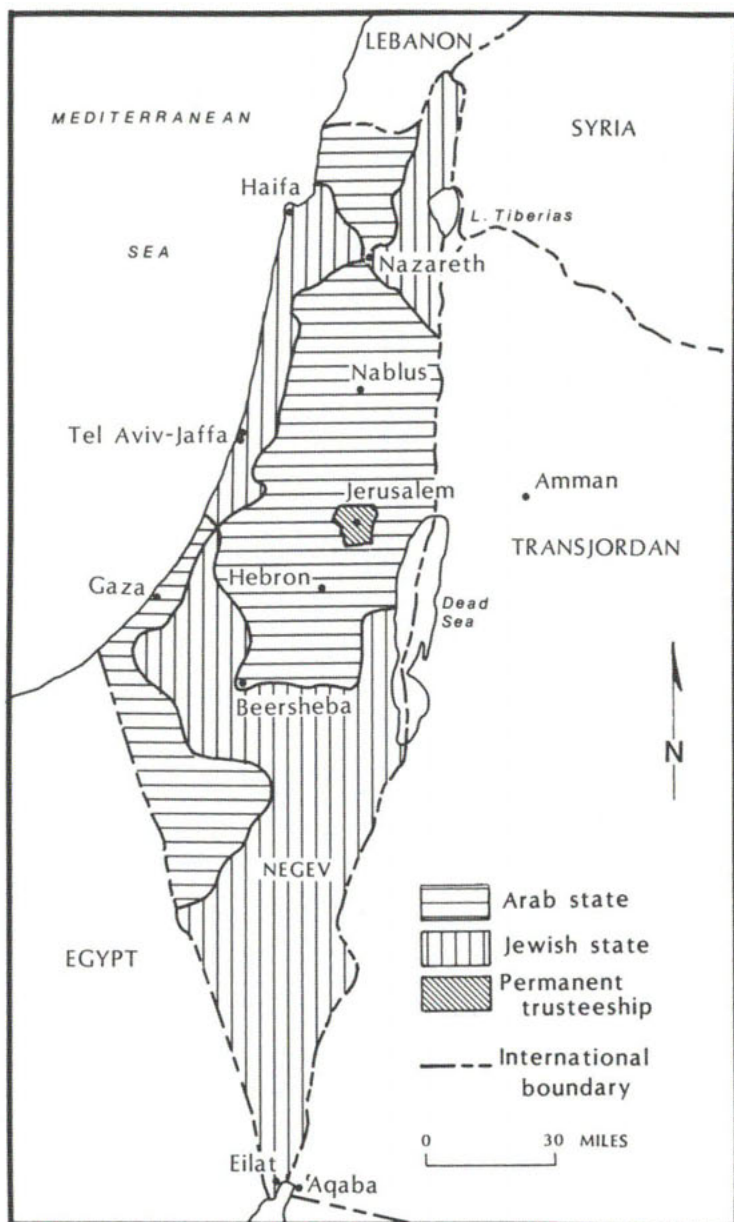 LEBANON
MEDITERRANEAN
SYRIA
Haifa
L. Tiberias
SEA
Nazareth
Nablus
Tel Aviv-Jaffa
Amman
Jerusalem
TRANSJORDAN
Gaza
Hebron
Dead
Sea
Beersheba
N
NEGEV
Arab state
EGYPT
Jewish state
Permanent
trusteeship
International
boundary
0 30 MILES
Eilat
'Aqaba